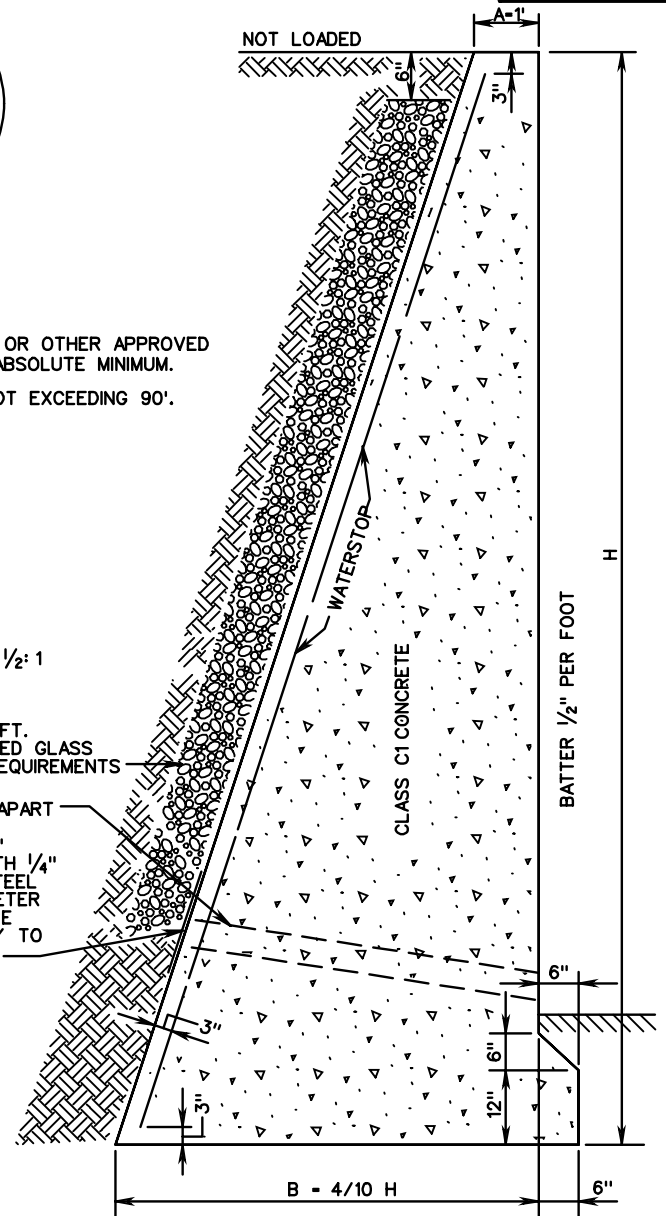 A=1'
NOT LOADED
6"
3"
OR OTHER APPROVED
ABSOLUTE MINIMUM.
OT EXCEEDING 90'.
H
WATERSTOP
½:1
CLASS C1 CONCRETE
BATTER ½" PER FOOT
FT.
ED GLASS
EQUIREMENTS
APART
"
TH ¼"
TEEL
ETER
E
Y TO
6"
3"
6"
3"
12"
B = 4/10 H
6"